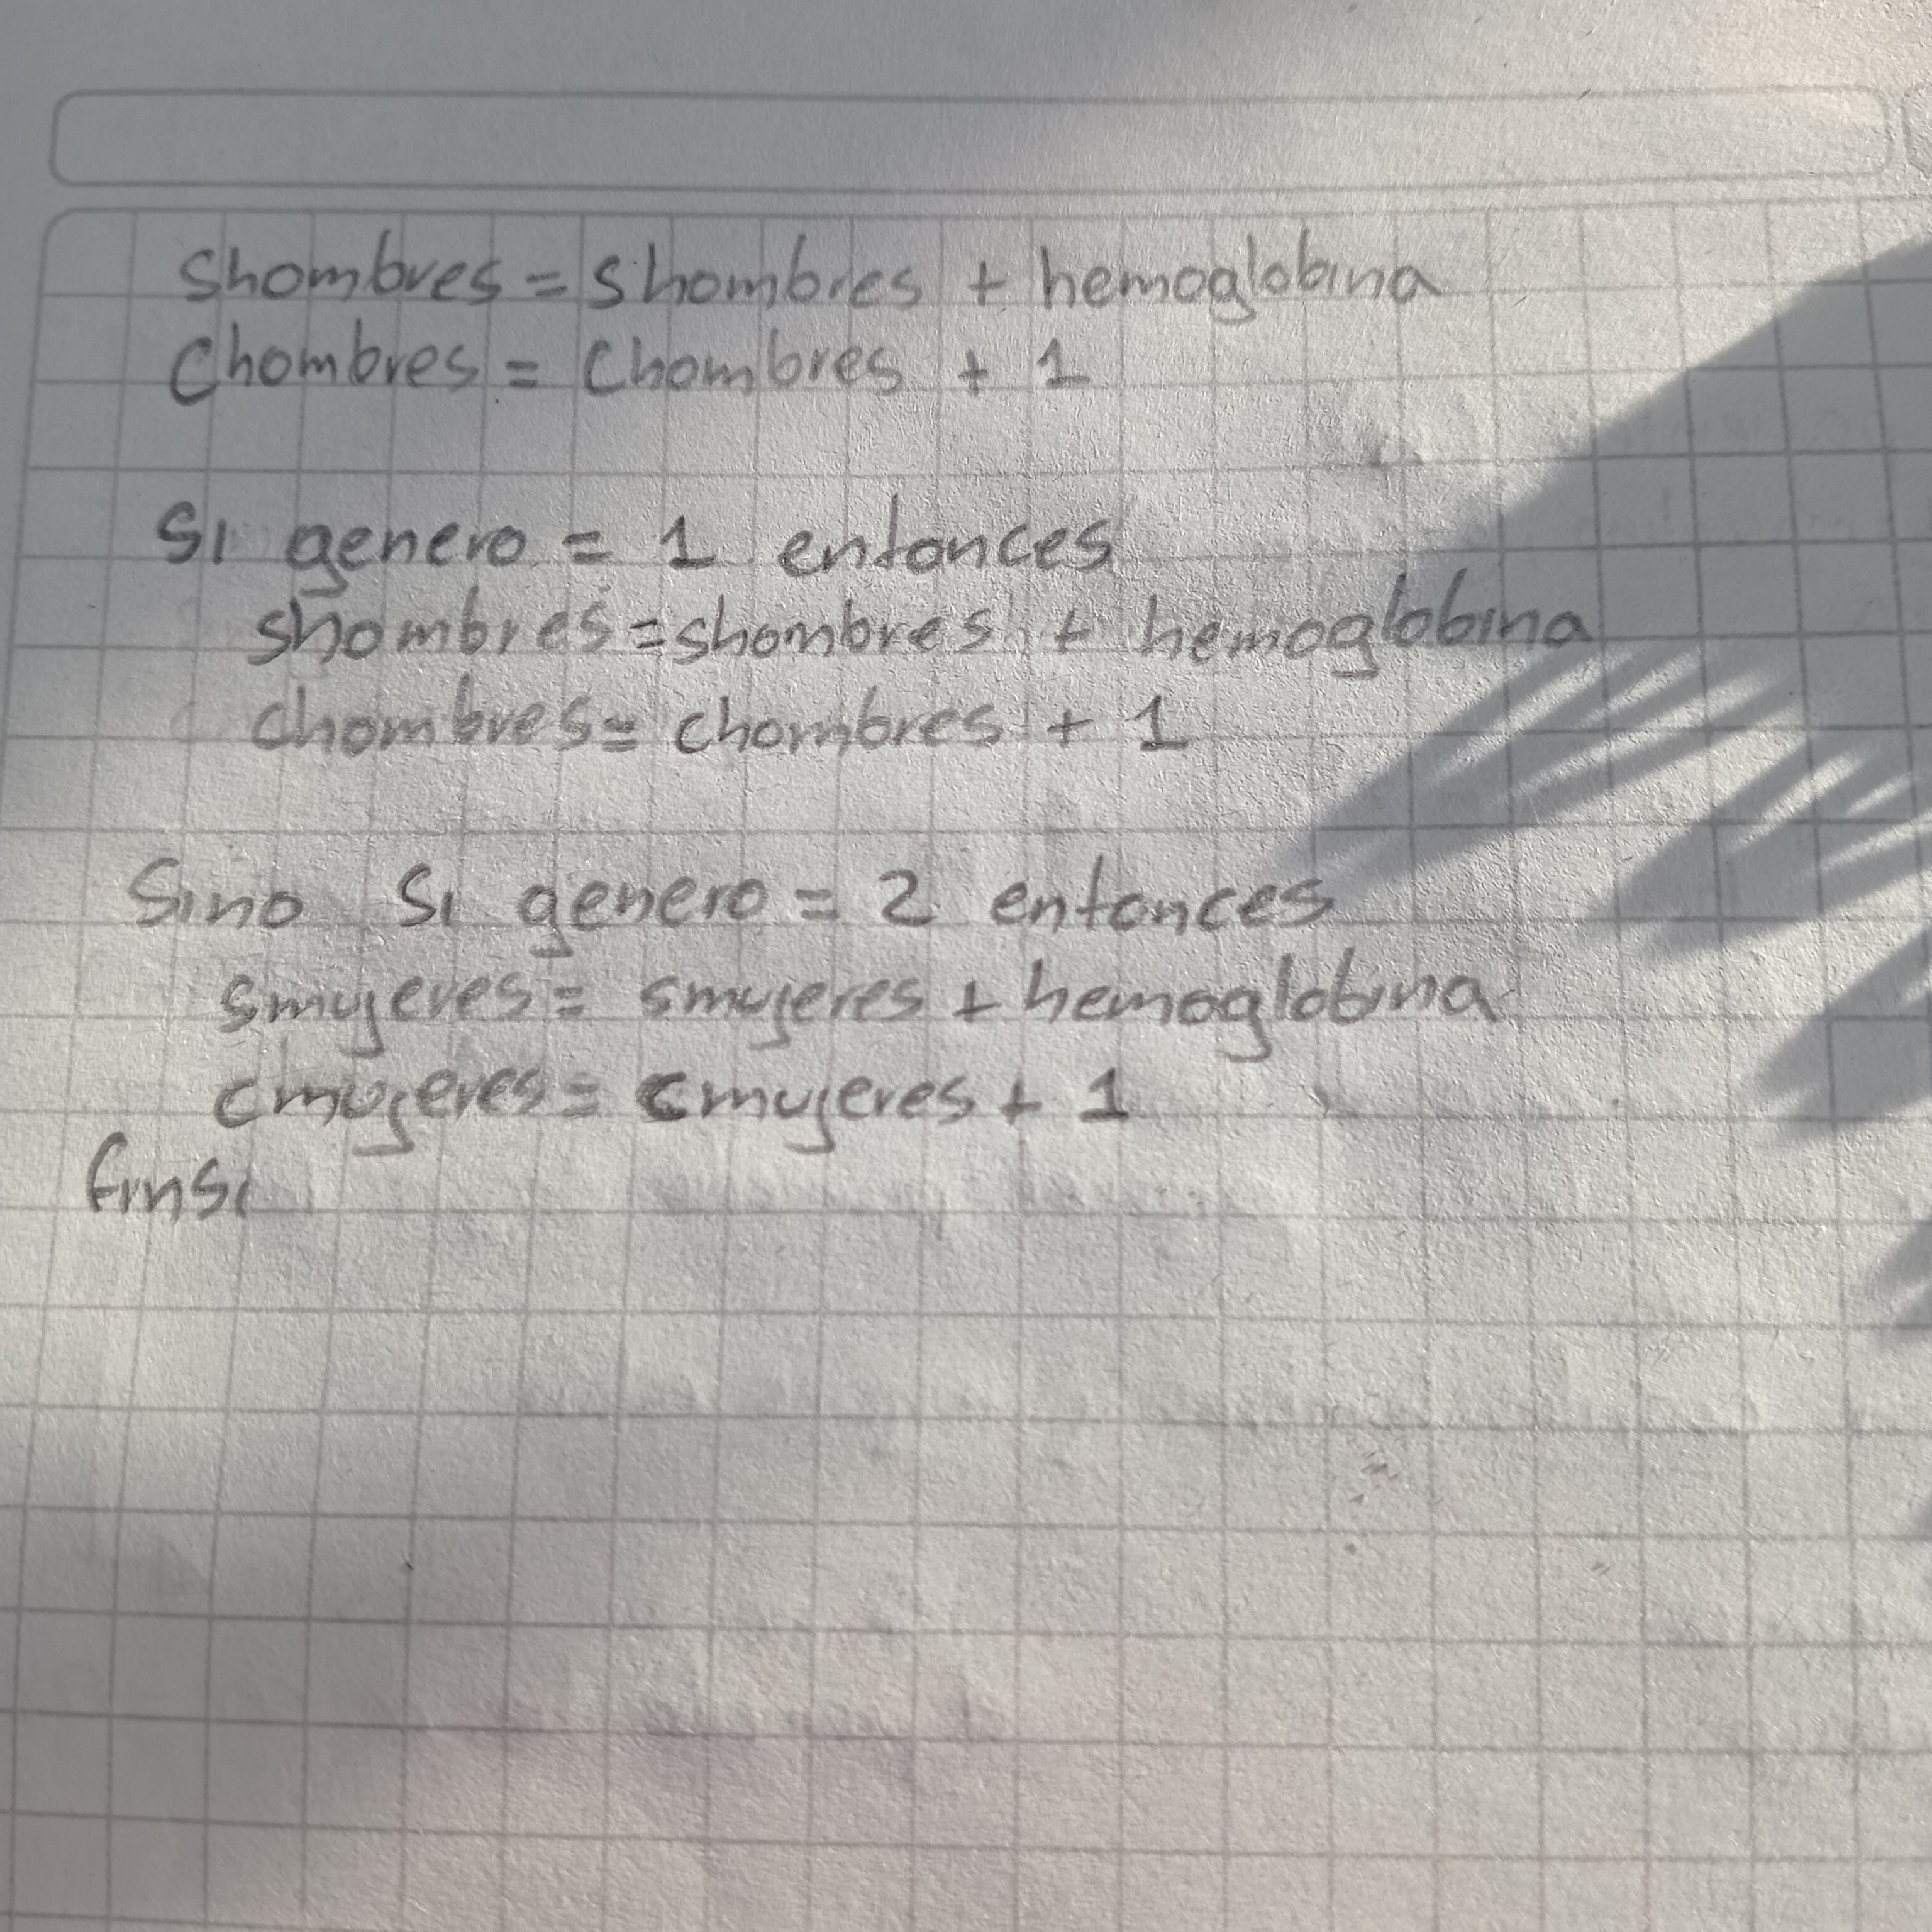 Shombres = Shombres + hemoglobina
Chombres = Chombres + 1
Si genero = 1 entonces
shombres = shombres + hemoglobina
chombres = chombres + 1
Sino Si genero = 2 entonces
smujeres = smujeres + hemoglobina
cmujeres = cmujeres + 1
finsi